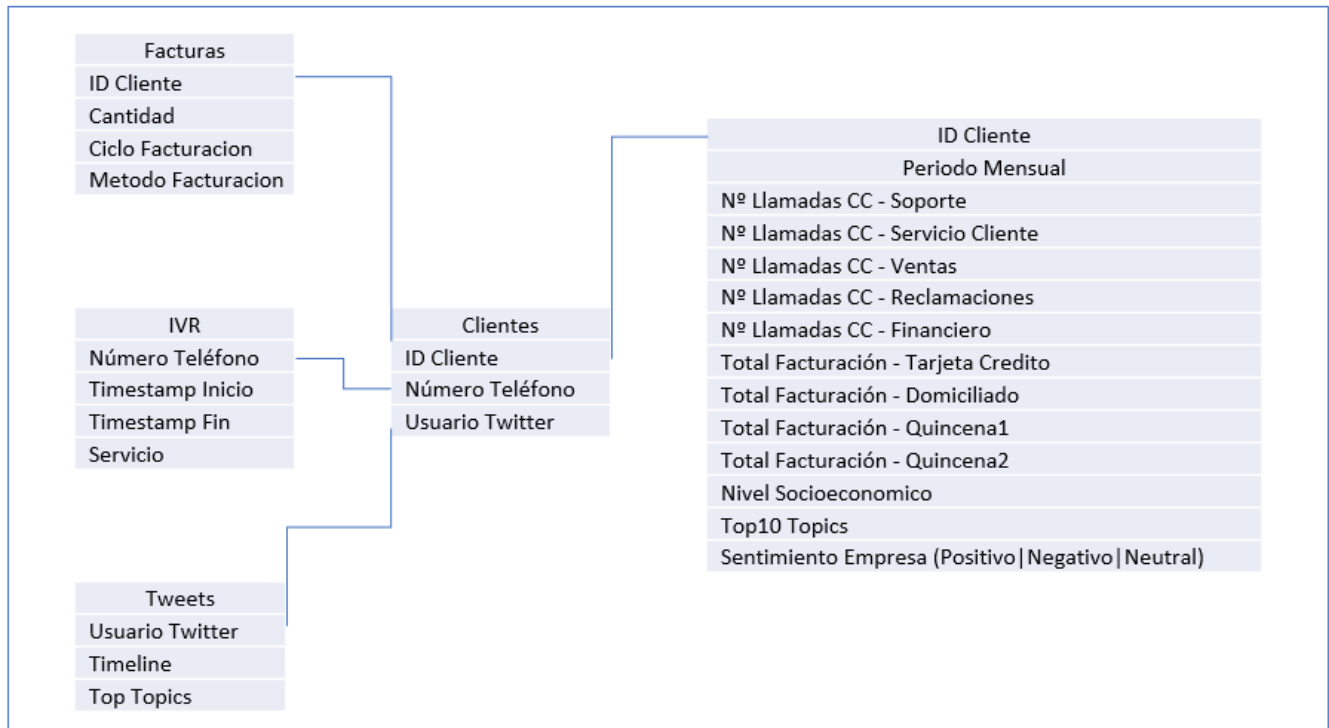 Facturas
ID Cliente
Cantidad
Ciclo Facturacion
Metodo Facturacion
IVR
Número Teléfono
Timestamp Inicio
Timestamp Fin
Servicio
Tweets
Usuario Twitter
Timeline
Top Topics
Clientes
ID Cliente
Número Teléfono
Usuario Twitter
ID Cliente
Periodo Mensual
Nº Llamadas CC - Soporte
Nº Llamadas CC - Servicio Cliente
Nº Llamadas CC - Ventas
Nº Llamadas CC - Reclamaciones
Nº Llamadas CC - Financiero
Total Facturación - Tarjeta Credito
Total Facturación - Domiciliado
Total Facturación - Quincena1
Total Facturación - Quincena2
Nivel Socioeconomico
Top10 Topics
Sentimiento Empresa (Positivo|Negativo|Neutral)